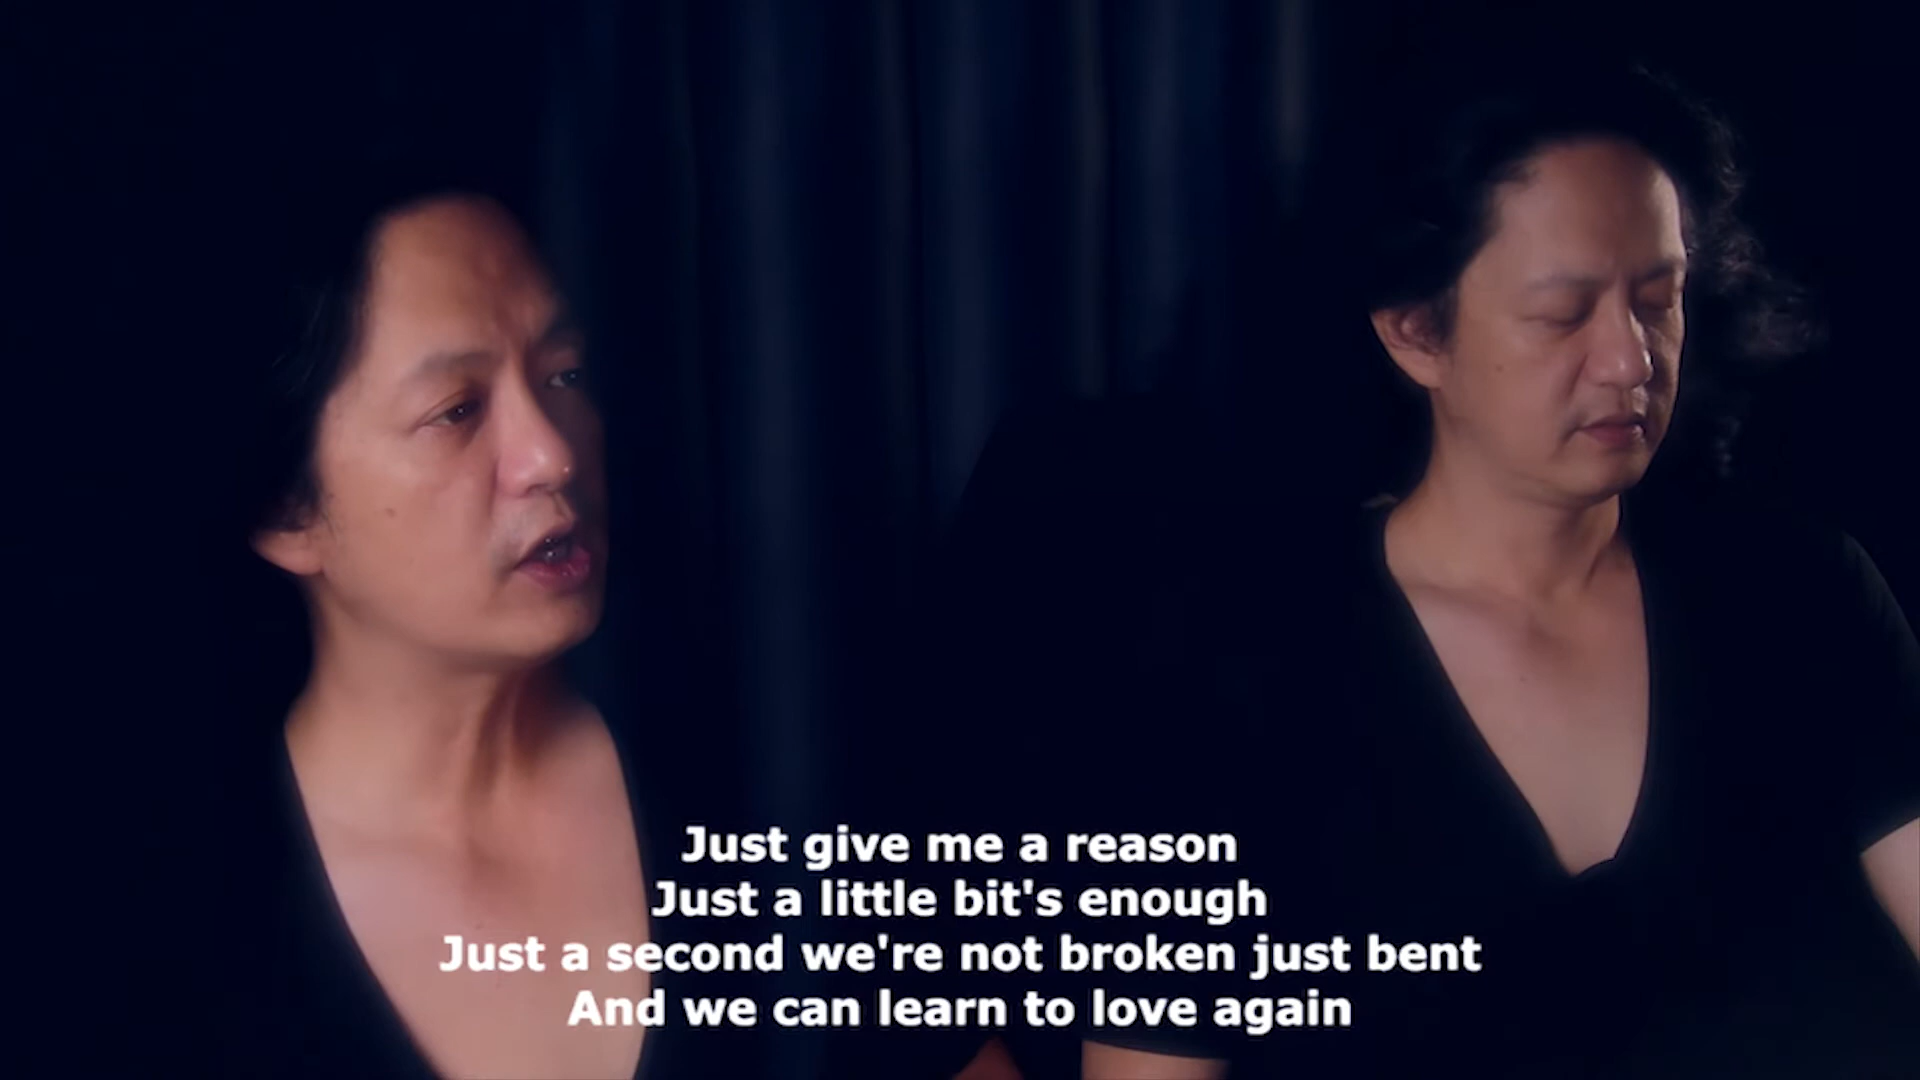 Just give me a reason
Just a little bit's enough
Just a second we're not broken just bent
And we can learn to love again